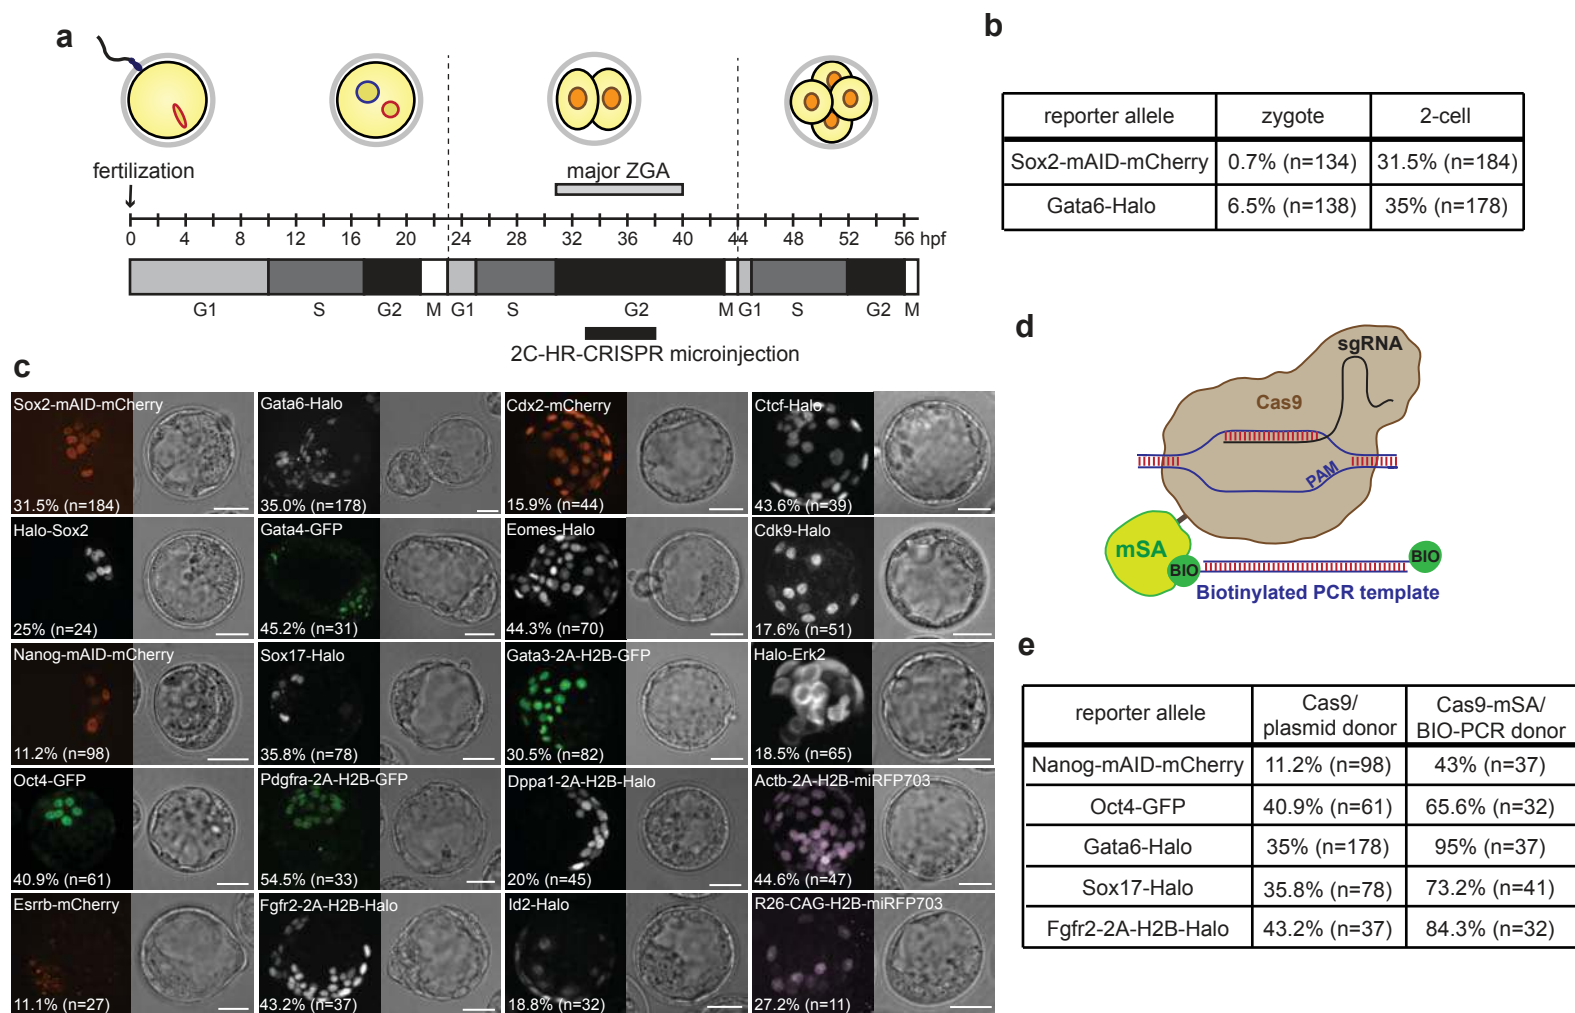 a
fertilization
major ZGA
0 4 8 12 16 20 24 28 32 36 40 44 48 52 56 hpf
G1 S G2 M G1 S G2 M G1 S G2 M
2C-HR-CRISPR microinjection
b
reporter allele zygote 2-cell
Sox2-mAID-mCherry 0.7% (n=134) 31.5% (n=184)
Gata6-Halo 6.5% (n=138) 35% (n=178)
c
Sox2-mAID-mCherry
31.5% (n=184)
Gata6-Halo
35.0% (n=178)
Cdx2-mCherry
15.9% (n=44)
Ctcf-Halo
43.6% (n=39)
Halo-Sox2
25% (n=24)
Gata4-GFP
45.2% (n=31)
Eomes-Halo
44.3% (n=70)
Cdk9-Halo
17.6% (n=51)
Nanog-mAID-mCherry
11.2% (n=98)
Sox17-Halo
35.8% (n=78)
Gata3-2A-H2B-GFP
30.5% (n=82)
Halo-Erk2
18.5% (n=65)
Oct4-GFP
40.9% (n=61)
Pdgfra-2A-H2B-GFP
54.5% (n=33)
Dppa1-2A-H2B-Halo
20% (n=45)
Actb-2A-H2B-miRFP703
44.6% (n=47)
Esrrb-mCherry
11.1% (n=27)
Fgfr2-2A-H2B-Halo
43.2% (n=37)
Id2-Halo
18.8% (n=32)
R26-CAG-H2B-miRFP703
27.2% (n=11)
d
sgRNA
Cas9
PAM
mSA
BIO
BIO
Biotinylated PCR template
e
reporter allele Cas9/ plasmid donor Cas9-mSA/ BIO-PCR donor
Nanog-mAID-mCherry 11.2% (n=98) 43% (n=37)
Oct4-GFP 40.9% (n=61) 65.6% (n=32)
Gata6-Halo 35% (n=178) 95% (n=37)
Sox17-Halo 35.8% (n=78) 73.2% (n=41)
Fgfr2-2A-H2B-Halo 43.2% (n=37) 84.3% (n=32)